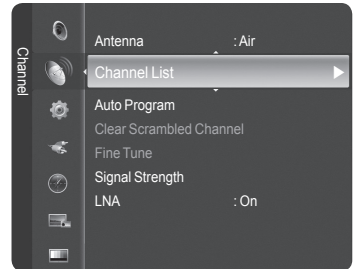 Channel
Antenna : Air
Channel List
Auto Program
Clear Scrambled Channel
Fine Tune
Signal Strength
LNA : On